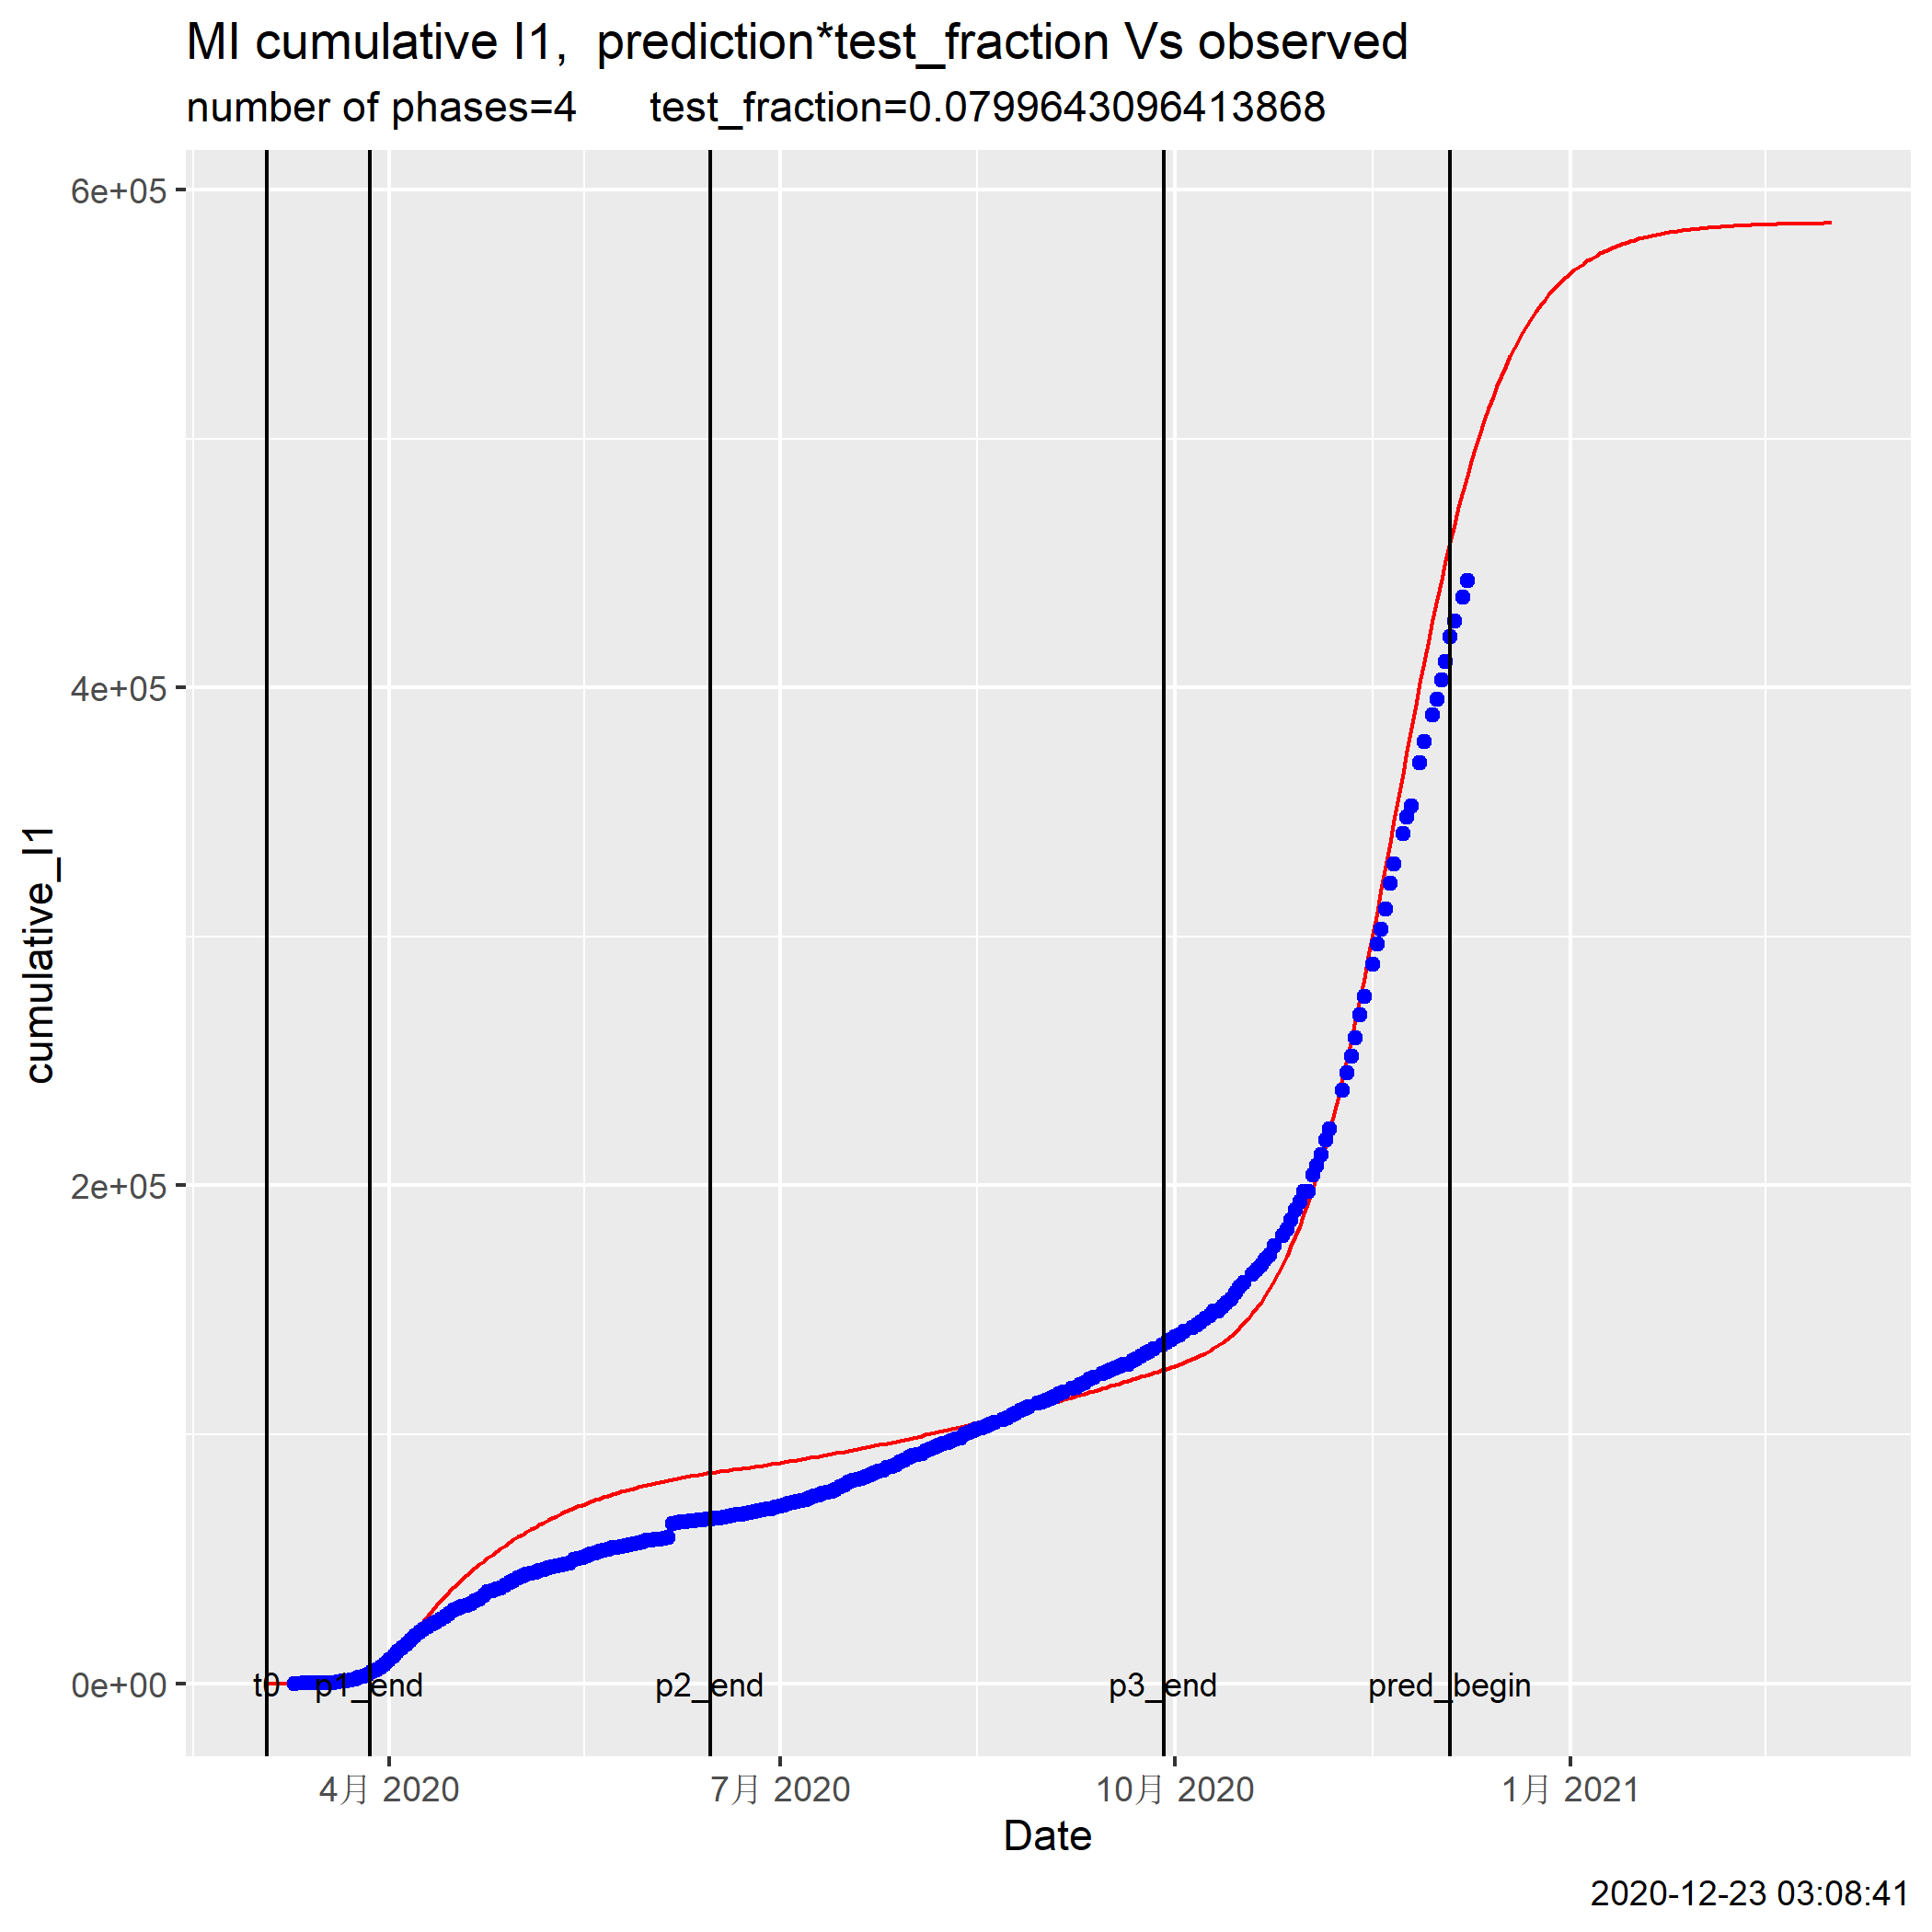 MI cumulative I1,  prediction*test_fraction Vs observed
number of phases=4      test_fraction=0.0799643096413868
6e+05
4e+05
2e+05
0e+00
cumulative_I1
t0 p1_end p2_end p3_end pred_begin
4月 2020 7月 2020 10月 2020 1月 2021
Date
2020-12-23 03:08:41